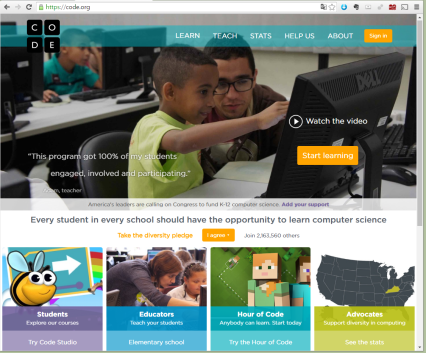 https://code.org
C O
D E
LEARN TEACH STATS HELP US ABOUT Sign in
DELL
Watch the video
Start learning
"This program got 100% of my students
engaged, involved and participating."
teacher
America's leaders are calling on Congress to fund K-12 computer science. Add your support
Every student in every school should have the opportunity to learn computer science
Take the diversity pledge I agree Join 2,163,560 others
Students Educators Hour of Code Advocates
Explore our courses Teach your students Anybody can learn. Start today Support diversity in computing
Try Code Studio Elementary school Try the Hour of Code See the stats